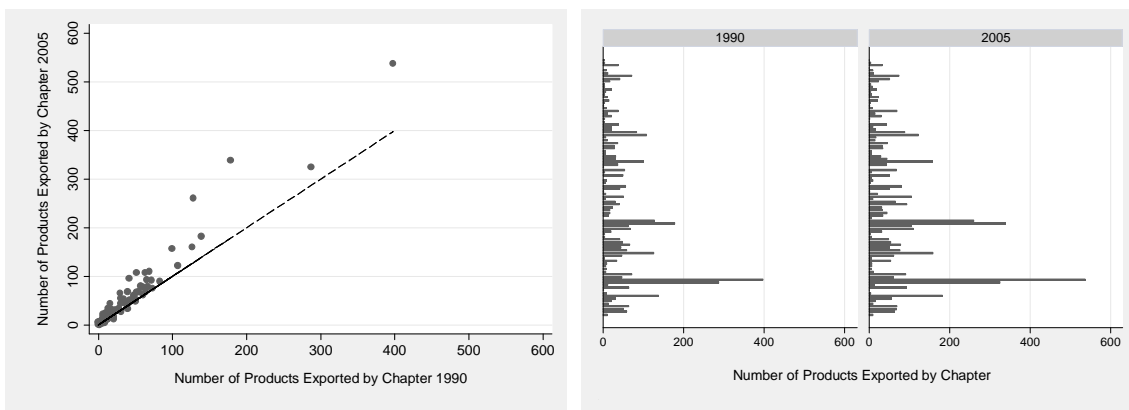 Number of Products Exported by Chapter 2005
600
500
400
300
200
100
0
0 100 200 300 400 500 600
Number of Products Exported by Chapter 1990
1990 2005
0 200 400 600 0 200 400 600
Number of Products Exported by Chapter